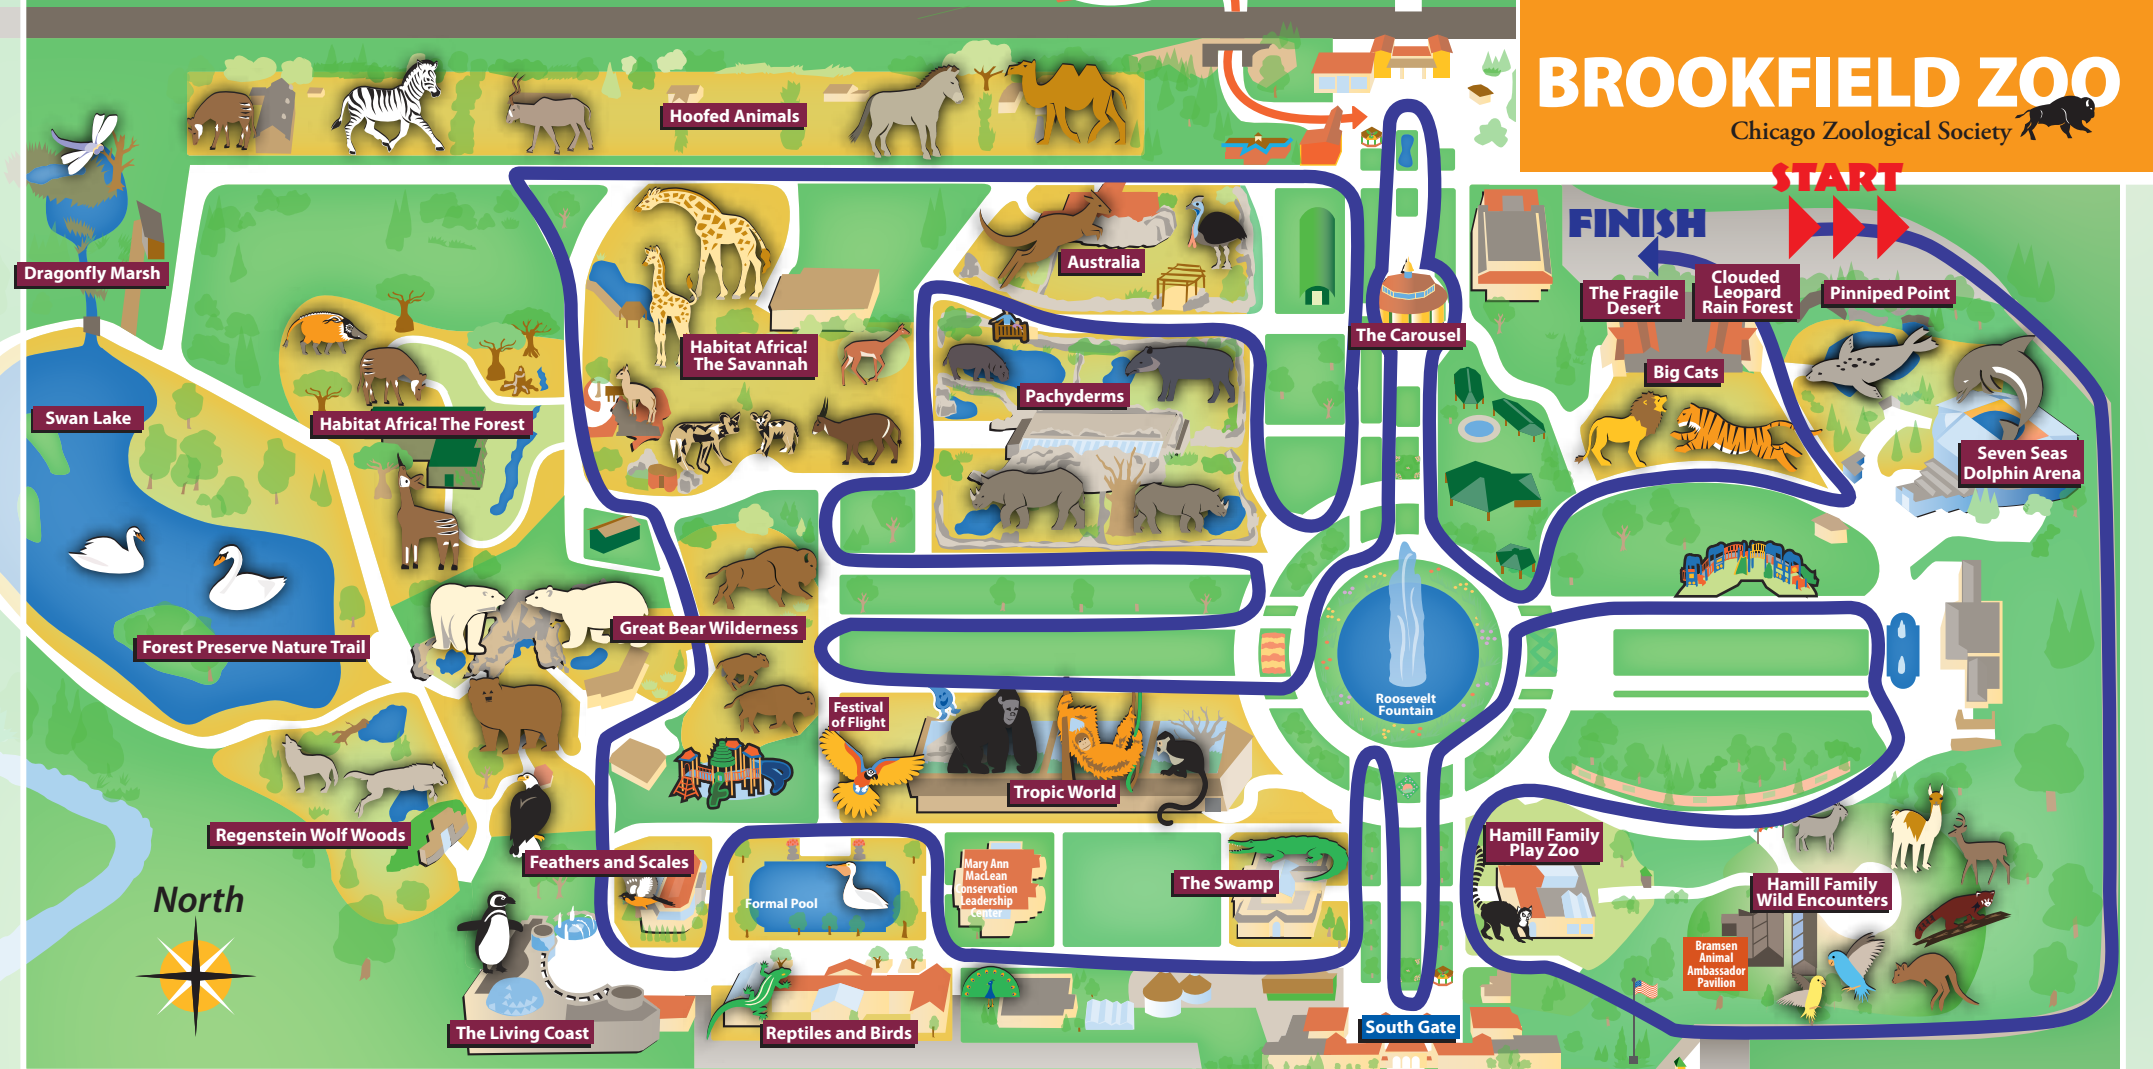 BROOKFIELD ZOO
Chicago Zoological Society
START
FINISH
Hoofed Animals
Dragonfly Marsh
Australia
The Fragile
Desert
Clouded
Leopard
Rain Forest
Pinniped Point
The Carousel
Habitat Africa!
The Savannah
Big Cats
Pachyderms
Swan Lake
Habitat Africa! The Forest
Seven Seas
Dolphin Arena
Great Bear Wilderness
Forest Preserve Nature Trail
Roosevelt
Fountain
Festival
of Flight
Tropic World
Regenstein Wolf Woods
Hamill Family
Play Zoo
Feathers and Scales
Mary Ann
MacLean
Conservation
Leadership
Center
The Swamp
Hamill Family
Wild Encounters
North
Formal Pool
Bramsen
Animal
Ambassador
Pavilion
The Living Coast
Reptiles and Birds
South Gate